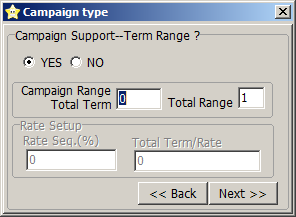 Campaign type
Campaign Support--Term Range ?
YES NO
Campaign Range
Total Term 0 Total Range 1
Rate Setup
Rate Seq.(%) Total Term/Rate
0 0
<< Back Next >>